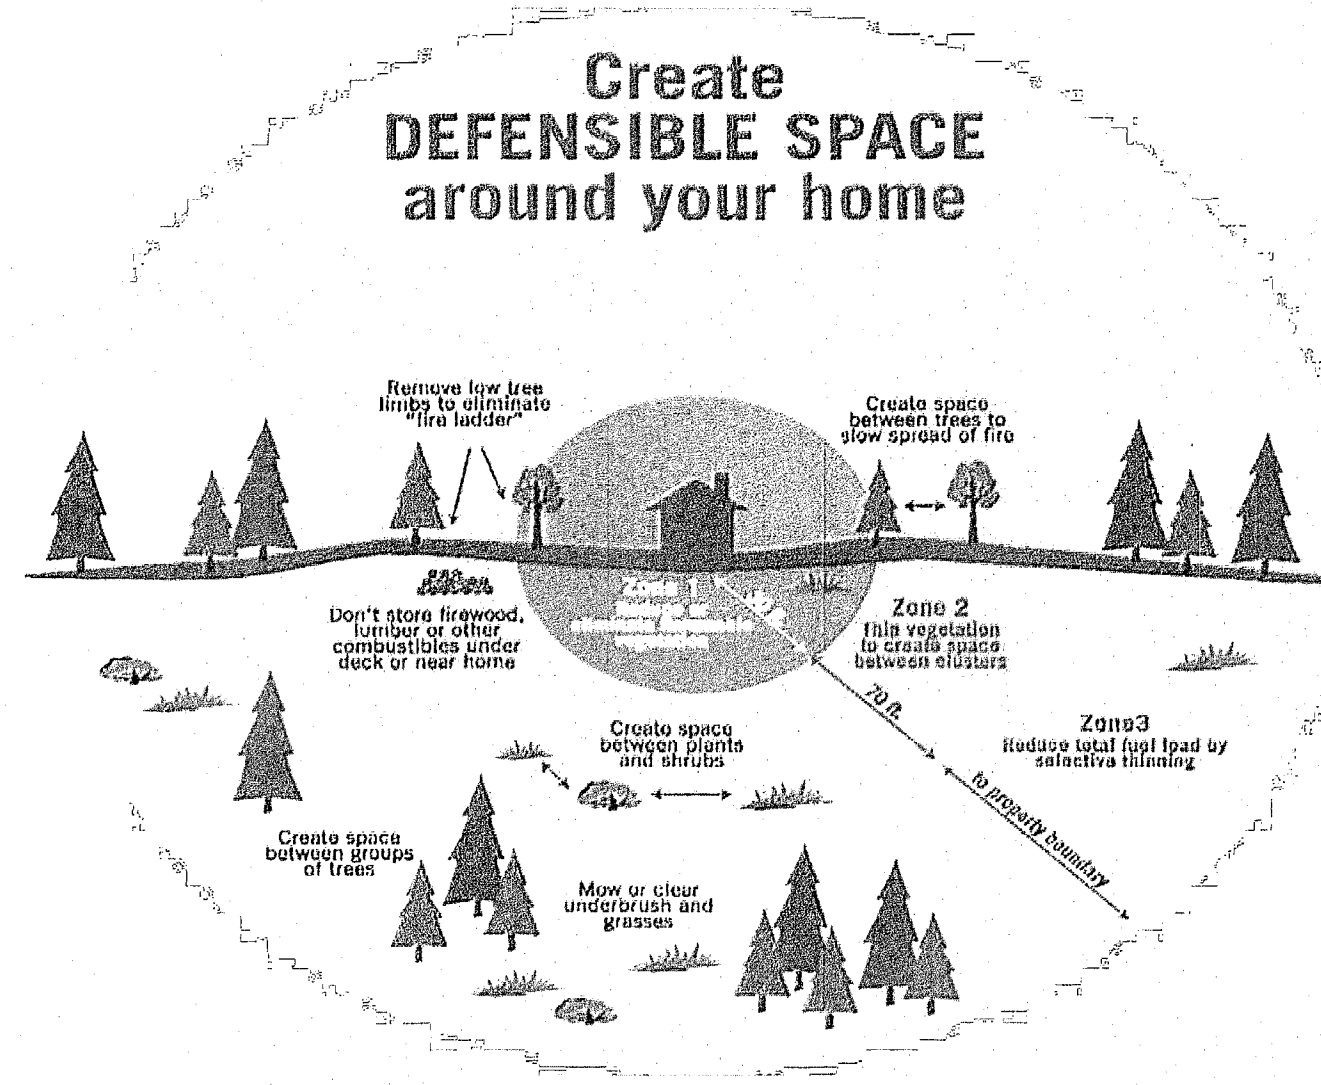 Create
DEFENSIBLE SPACE
around your home
Remove low tree
limbs to eliminate
"fire ladder"
Create space
between trees to
slow spread of fire
Don't store firewood,
lumber or other
combustibles under
deck or near home
Zone 1
Zone 2
Thin vegetation
to create space
between clusters
70 ft.
Zone3
Reduce total fuel load by
selective thinning
to property boundary
Create space
between plants
and shrubs
Create space
between groups
of trees
Mow or clear
underbrush and
grasses